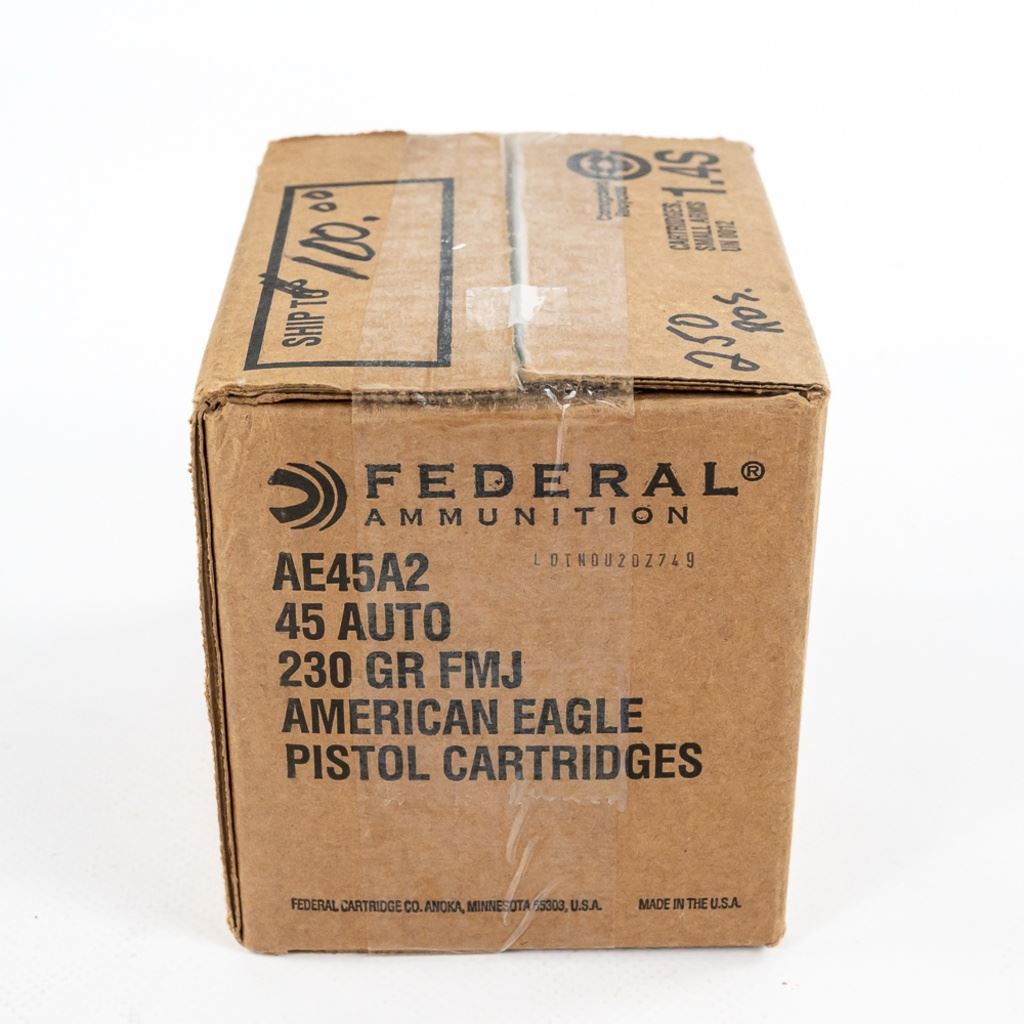 SHIP TO
100.00
CARTRIDGES,
SMALL ARMS
UN 0012
1.4S
250
RDS.
FEDERAL®
AMMUNITION
LOTN0U20Z749
AE45A2
45 AUTO
230 GR FMJ
AMERICAN EAGLE
PISTOL CARTRIDGES
FEDERAL CARTRIDGE CO. ANOKA, MINNESOTA 55303, U.S.A.
MADE IN THE U.S.A.